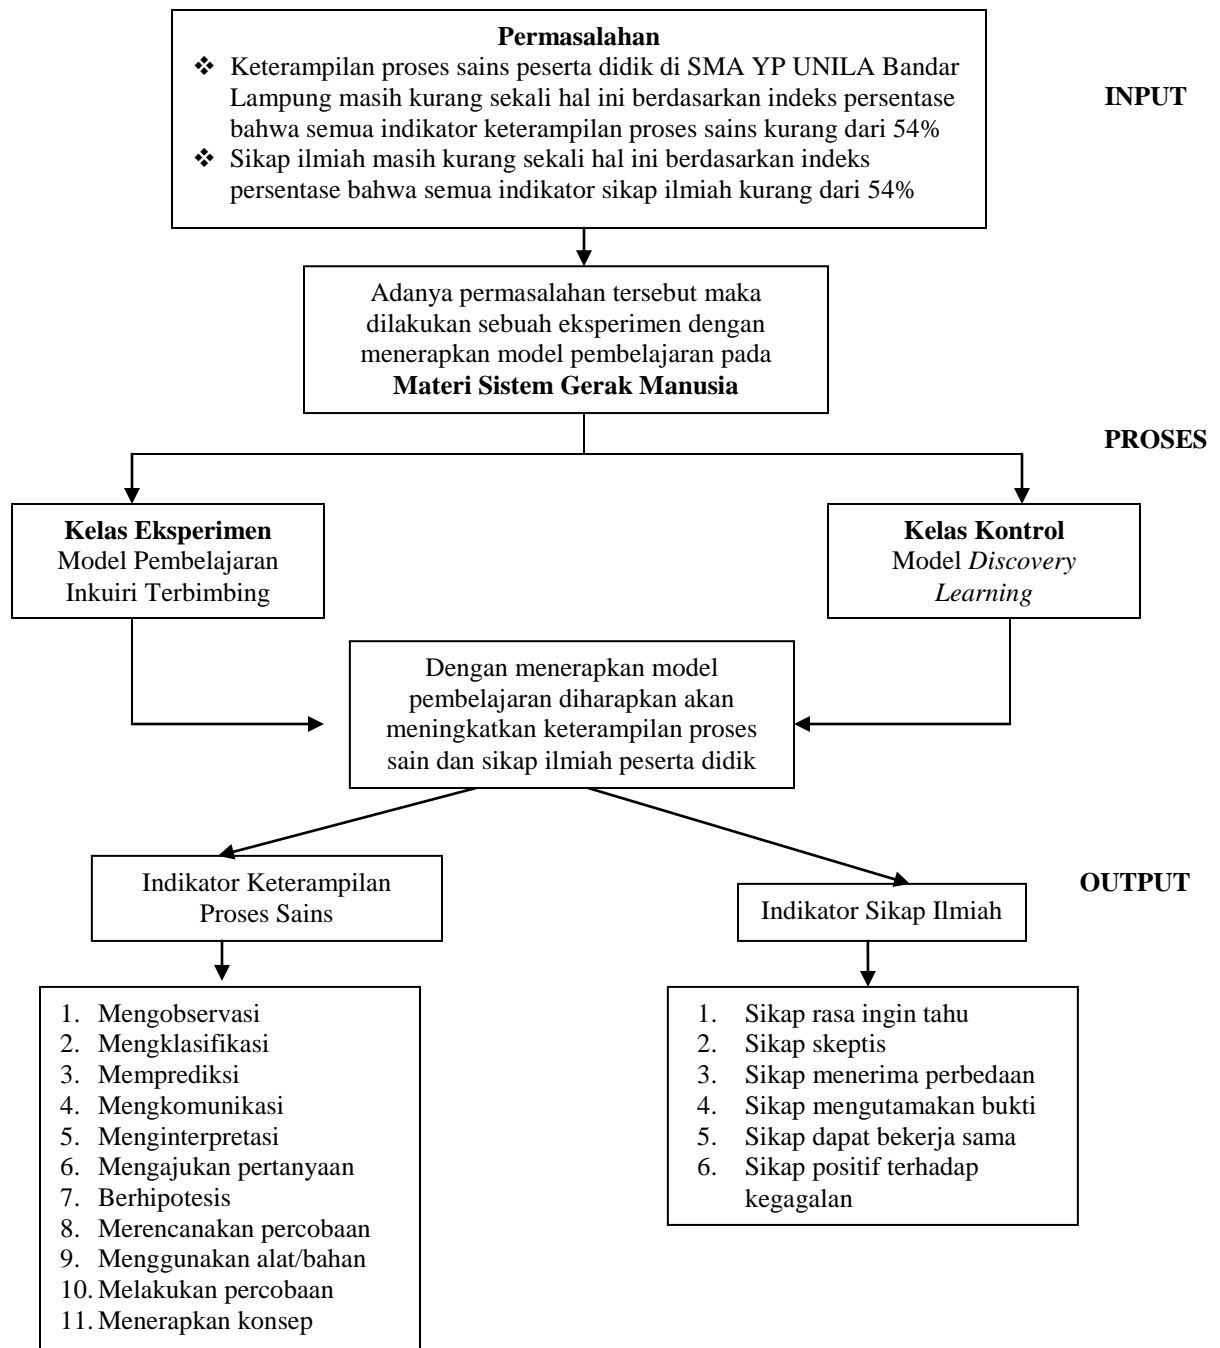 Permasalahan
❖ Keterampilan proses sains peserta didik di SMA YP UNILA Bandar
Lampung masih kurang sekali hal ini berdasarkan indeks persentase
bahwa semua indikator keterampilan proses sains kurang dari 54%
❖ Sikap ilmiah masih kurang sekali hal ini berdasarkan indeks
persentase bahwa semua indikator sikap ilmiah kurang dari 54%
INPUT
Adanya permasalahan tersebut maka
dilakukan sebuah eksperimen dengan
menerapkan model pembelajaran pada
Materi Sistem Gerak Manusia
PROSES
Kelas Eksperimen
Model Pembelajaran
Inkuiri Terbimbing
Kelas Kontrol
Model Discovery
Learning
Dengan menerapkan model
pembelajaran diharapkan akan
meningkatkan keterampilan proses
sain dan sikap ilmiah peserta didik
OUTPUT
Indikator Keterampilan
Proses Sains
Indikator Sikap Ilmiah
1. Mengobservasi
2. Mengklasifikasi
3. Memprediksi
4. Mengkomunikasi
5. Menginterpretasi
6. Mengajukan pertanyaan
7. Berhipotesis
8. Merencanakan percobaan
9. Menggunakan alat/bahan
10. Melakukan percobaan
11. Menerapkan konsep
1. Sikap rasa ingin tahu
2. Sikap skeptis
3. Sikap menerima perbedaan
4. Sikap mengutamakan bukti
5. Sikap dapat bekerja sama
6. Sikap positif terhadap
kegagalan